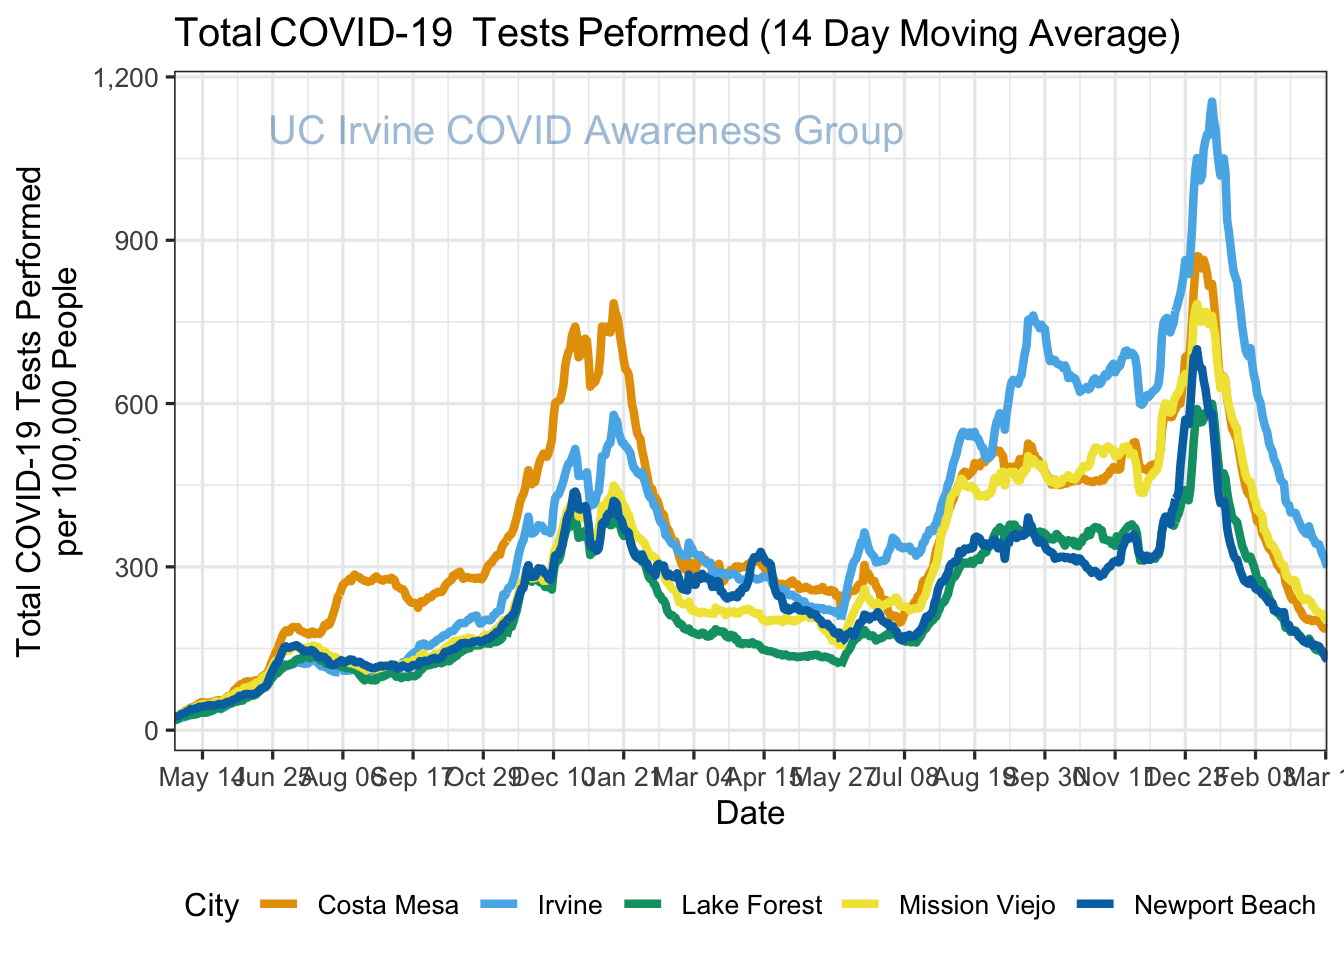 Total COVID-19 Tests Peformed (14 Day Moving Average)
UC Irvine COVID Awareness Group
Total COVID-19 Tests Performed
per 100,000 People
1,200
900
600
300
0
May 14 Jun 25 Aug 06 Sep 17 Oct 29 Dec 10 Jan 21 Mar 04 Apr 15 May 27 Jul 08 Aug 19 Sep 30 Nov 11 Dec 23 Feb 03 Mar
Date
City Costa Mesa Irvine Lake Forest Mission Viejo Newport Beach